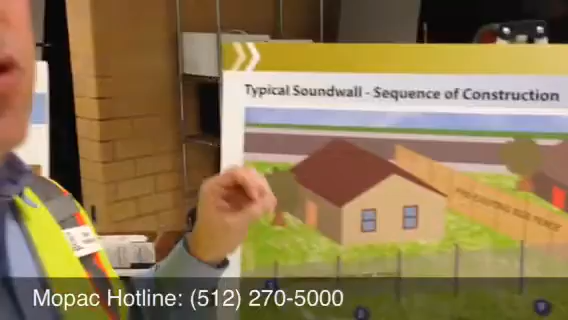 Typical Soundwall - Sequence of Construction
Mopac Hotline: (512) 270-5000